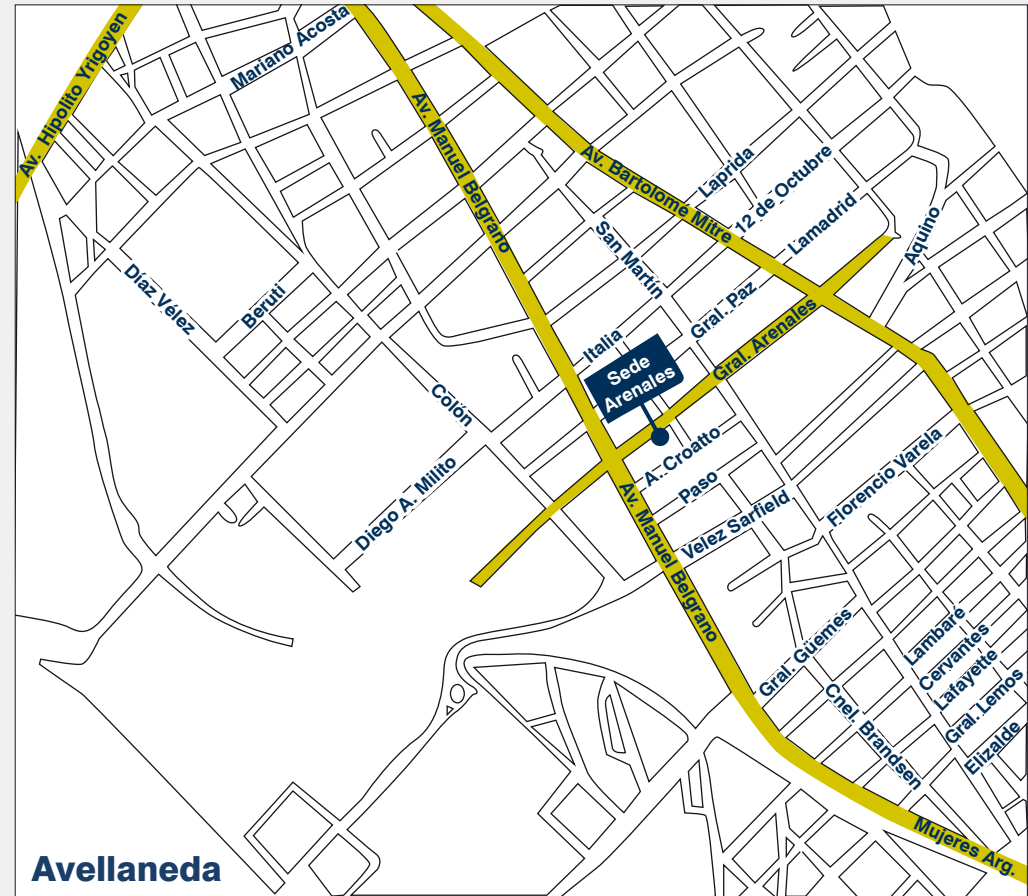 Mariano Acosta
Av. Hipolito Yrigoyen
Av. Manuel Belgrano
Av. Bartolome Mitre
Laprida
12 de Octubre
Lamadrid
Aquino
San Martín
Díaz Vélez
Beruti
Gral. Paz
Gral. Arenales
Italia
Sede
Arenales
Colón
A. Croatto
Paso
Florencio Varela
Diego A. Milito
Velez Sarfield
Av. Manuel Belgrano
Gral. Güemes
Lambare
Cervantes
Lafayette
Gral. Lemos
Elizalde
Cnel. Brandsen
Mujeres Arg.
Avellaneda